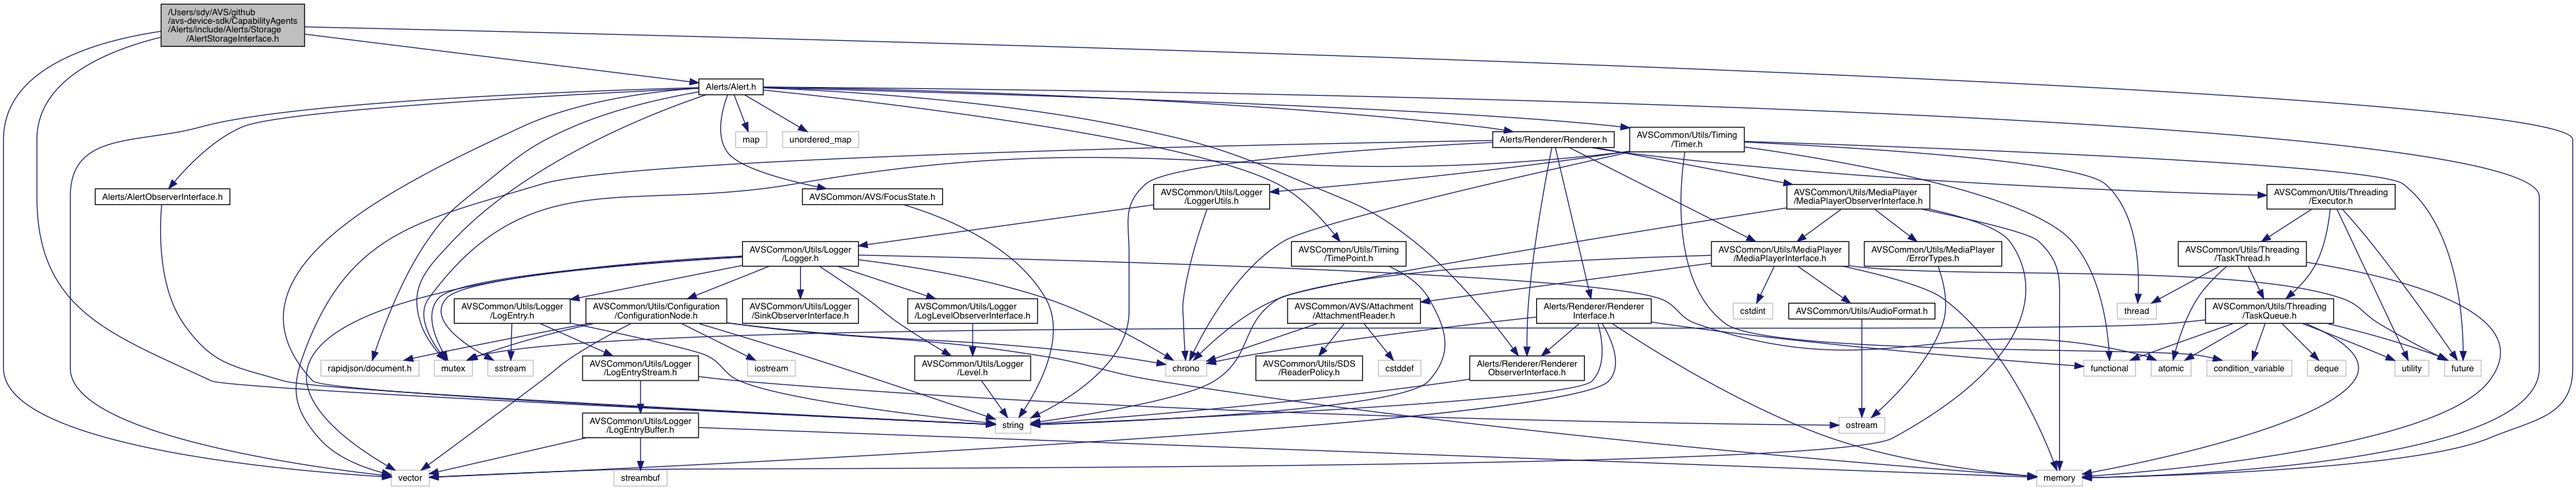 /Users/sdy/AVS/github
/avs-device-sdk/CapabilityAgents
/Alerts/include/Alerts/Storage
/AlertStorageInterface.h
Alerts/Alert.h
map
unordered_map
Alerts/Renderer/Renderer.h
AVSCommon/Utils/Timing
/Timer.h
Alerts/AlertObserverInterface.h
AVSCommon/AVS/FocusState.h
AVSCommon/Utils/Logger
/LoggerUtils.h
AVSCommon/Utils/MediaPlayer
/MediaPlayerObserverInterface.h
AVSCommon/Utils/Threading
/Executor.h
AVSCommon/Utils/Logger
/Logger.h
AVSCommon/Utils/Timing
/TimePoint.h
AVSCommon/Utils/MediaPlayer
/MediaPlayerInterface.h
AVSCommon/Utils/MediaPlayer
/ErrorTypes.h
AVSCommon/Utils/Threading
/TaskThread.h
AVSCommon/Utils/Logger
/LogEntry.h
AVSCommon/Utils/Configuration
/ConfigurationNode.h
AVSCommon/Utils/Logger
/SinkObserverInterface.h
AVSCommon/Utils/Logger
/LogLevelObserverInterface.h
AVSCommon/AVS/Attachment
/AttachmentReader.h
Alerts/Renderer/Renderer
Interface.h
cstdint
AVSCommon/Utils/AudioFormat.h
thread
AVSCommon/Utils/Threading
/TaskQueue.h
rapidjson/document.h
mutex
sstream
AVSCommon/Utils/Logger
/LogEntryStream.h
iostream
AVSCommon/Utils/Logger
/Level.h
chrono
AVSCommon/Utils/SDS
/ReaderPolicy.h
cstddef
Alerts/Renderer/Renderer
ObserverInterface.h
functional
atomic
condition_variable
deque
utility
future
AVSCommon/Utils/Logger
/LogEntryBuffer.h
string
ostream
vector
streambuf
memory